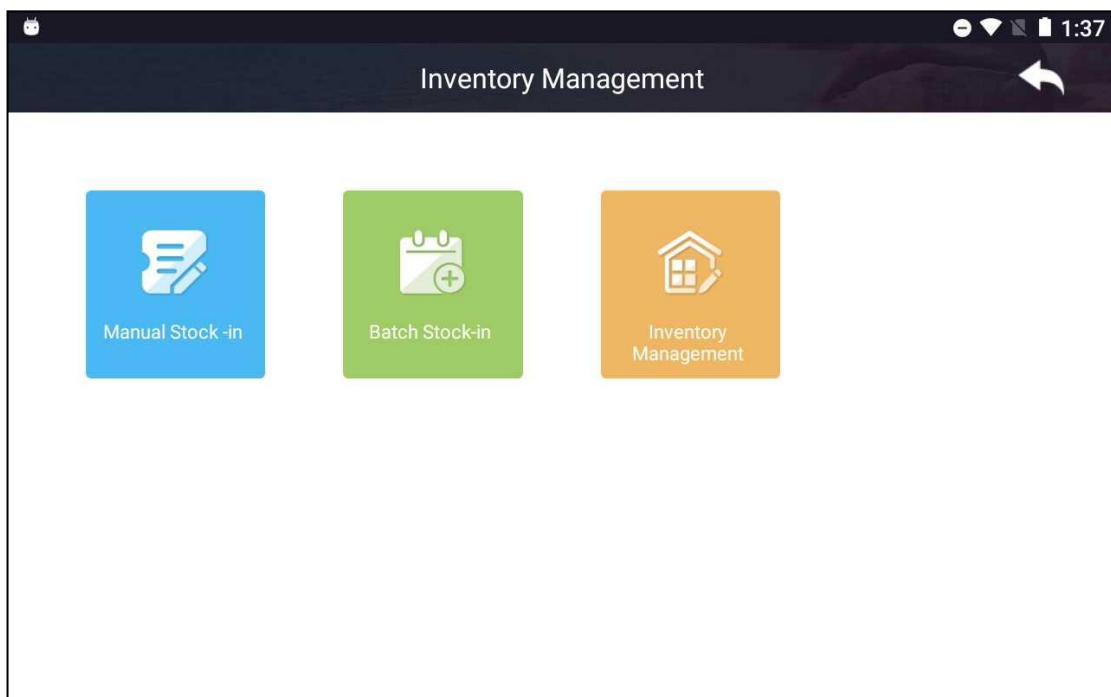 1:37
Inventory Management
Manual Stock -in
Batch Stock-in
Inventory
Management